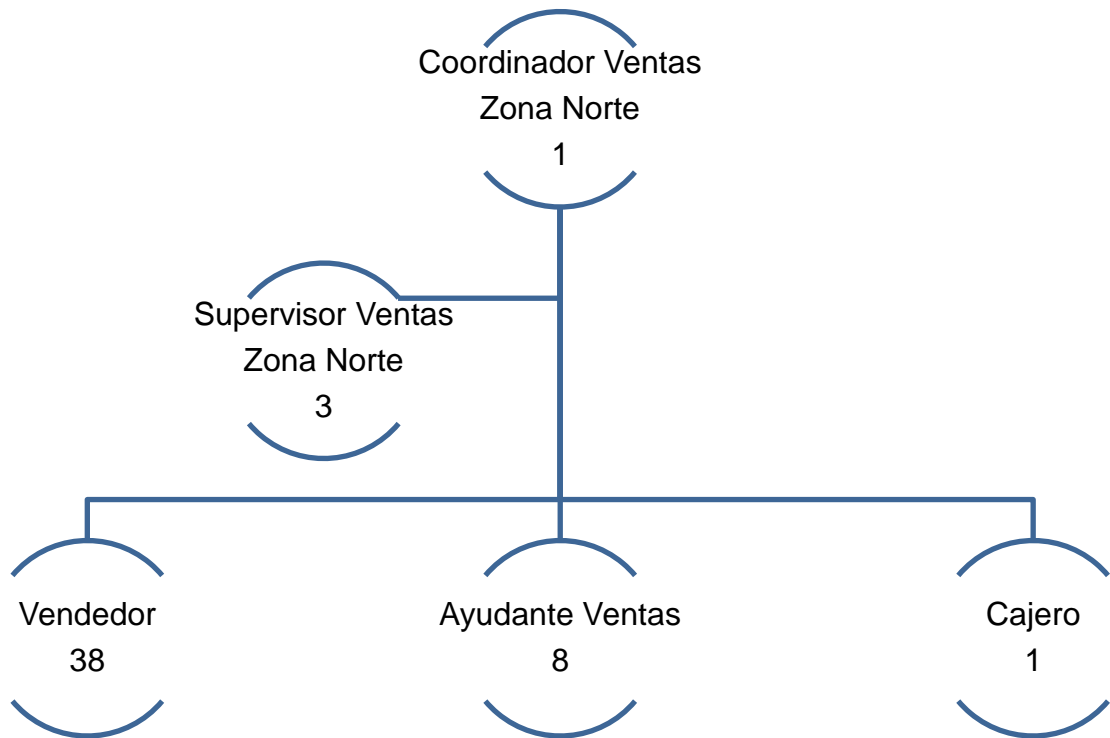 Coordinador Ventas
Zona Norte
1
Supervisor Ventas
Zona Norte
3
Vendedor
38
Ayudante Ventas
8
Cajero
1